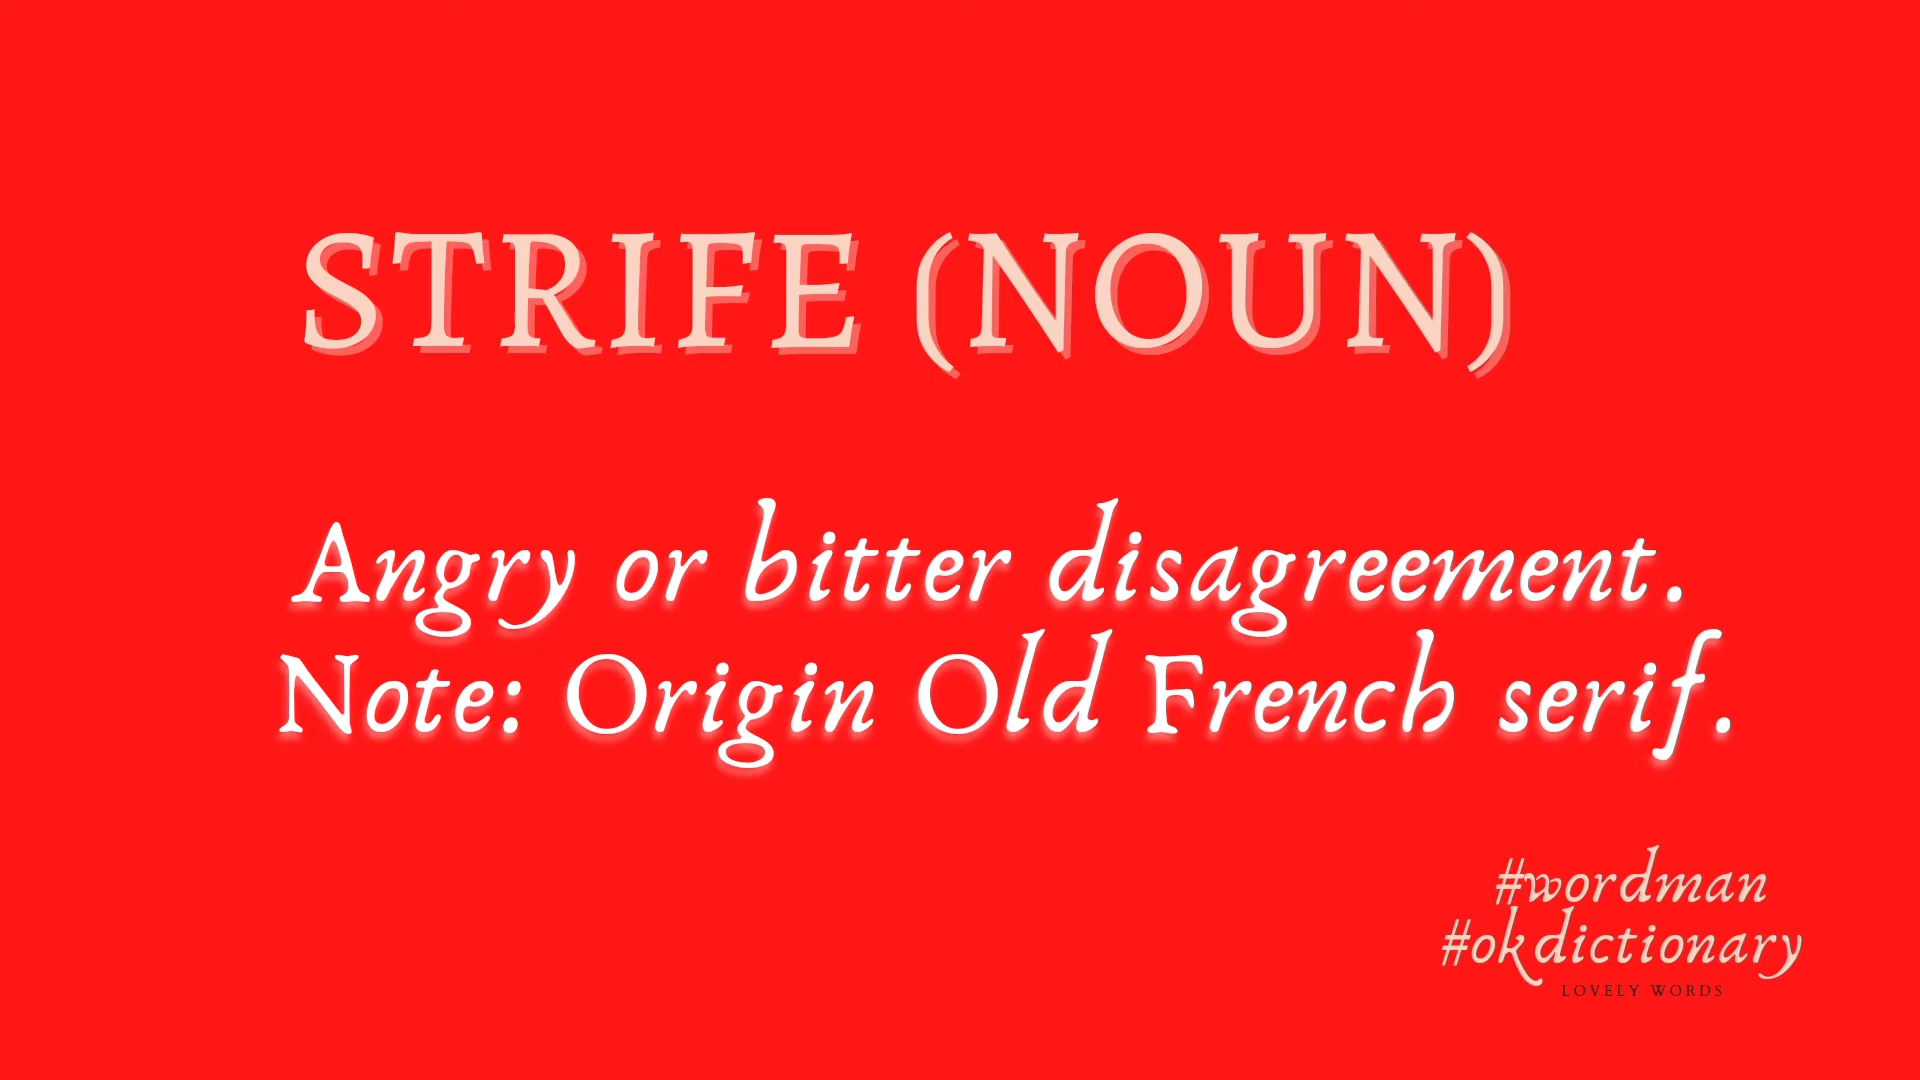 STRIFE (NOUN)
Angry or bitter disagreement.
Note: Origin Old French serif.
#wordman
#okdictionary
LOVELY WORDS